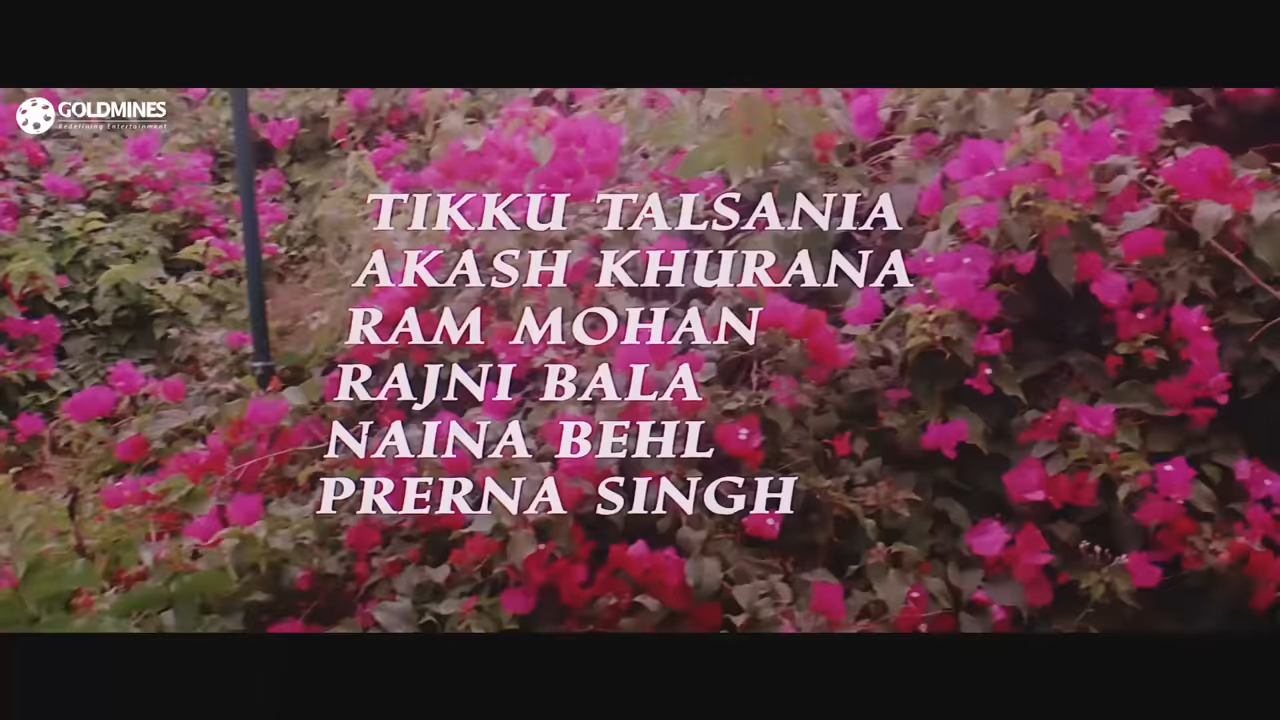 GOLDMINES
Redefining Entertainment
TIKKU TALSANIA
AKASH KHURANA
RAM MOHAN
RAJNI BALA
NAINA BEHL
PRERNA SINGH